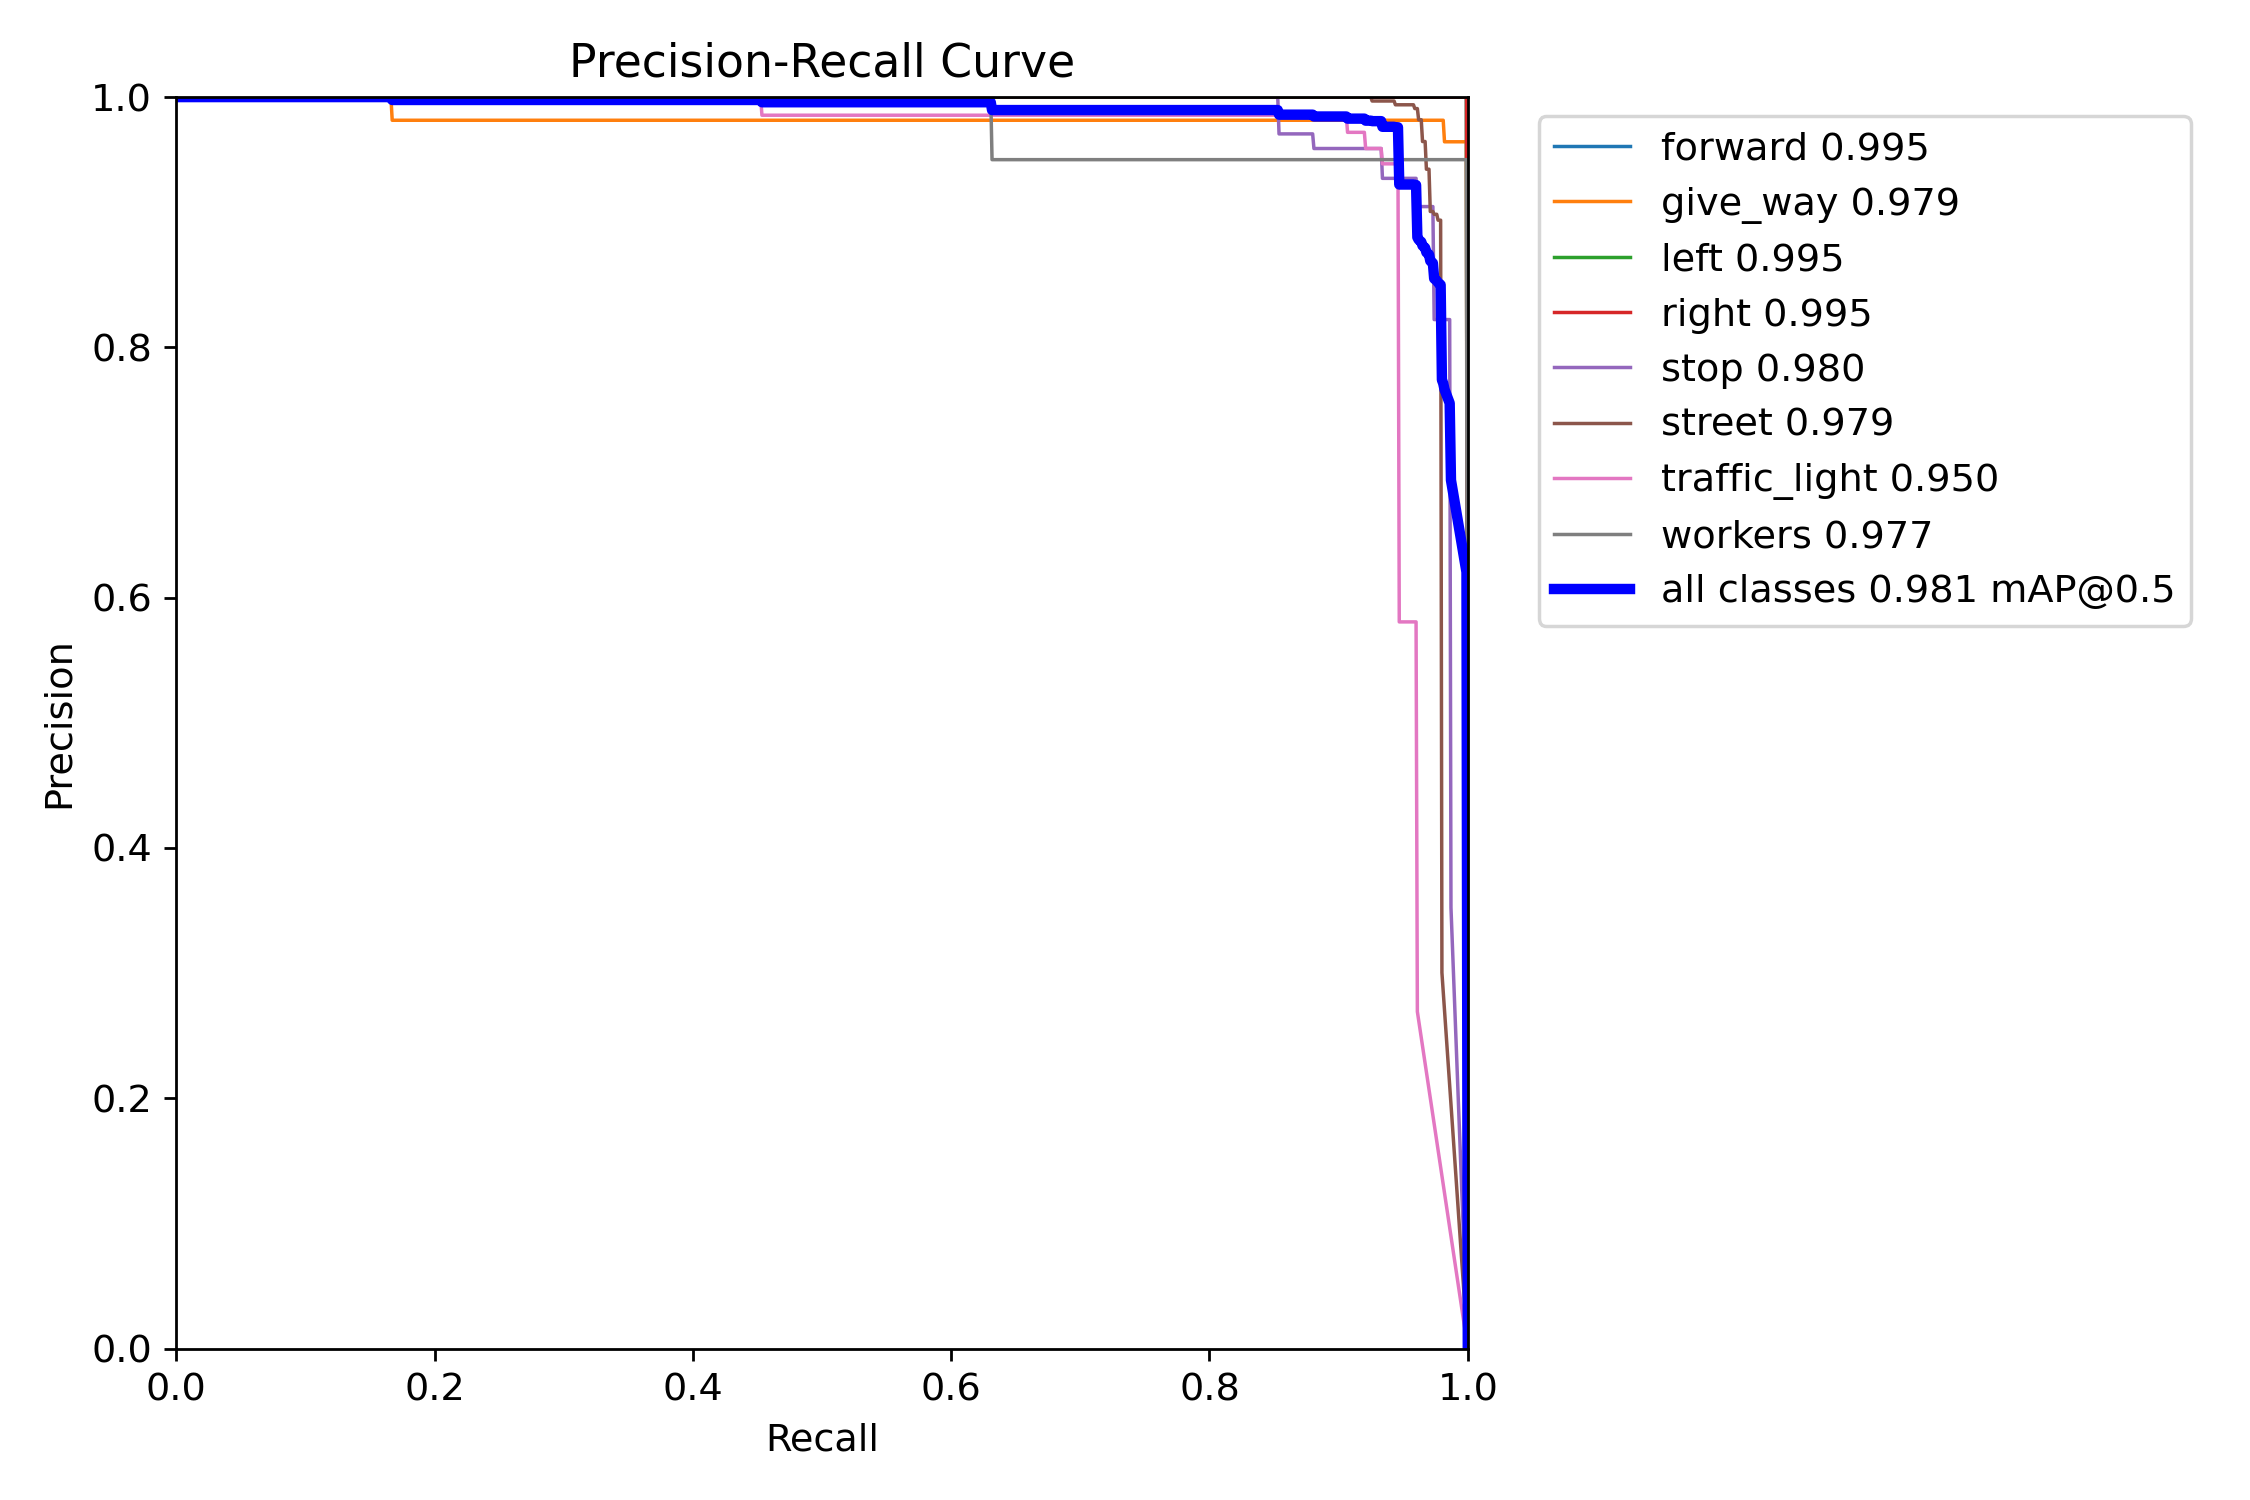 Precision-Recall Curve
1.0
0.8
0.6
0.4
0.2
0.0
Precision
0.0 0.2 0.4 0.6 0.8 1.0
Recall
forward 0.995
give_way 0.979
left 0.995
right 0.995
stop 0.980
street 0.979
traffic_light 0.950
workers 0.977
all classes 0.981 mAP@0.5